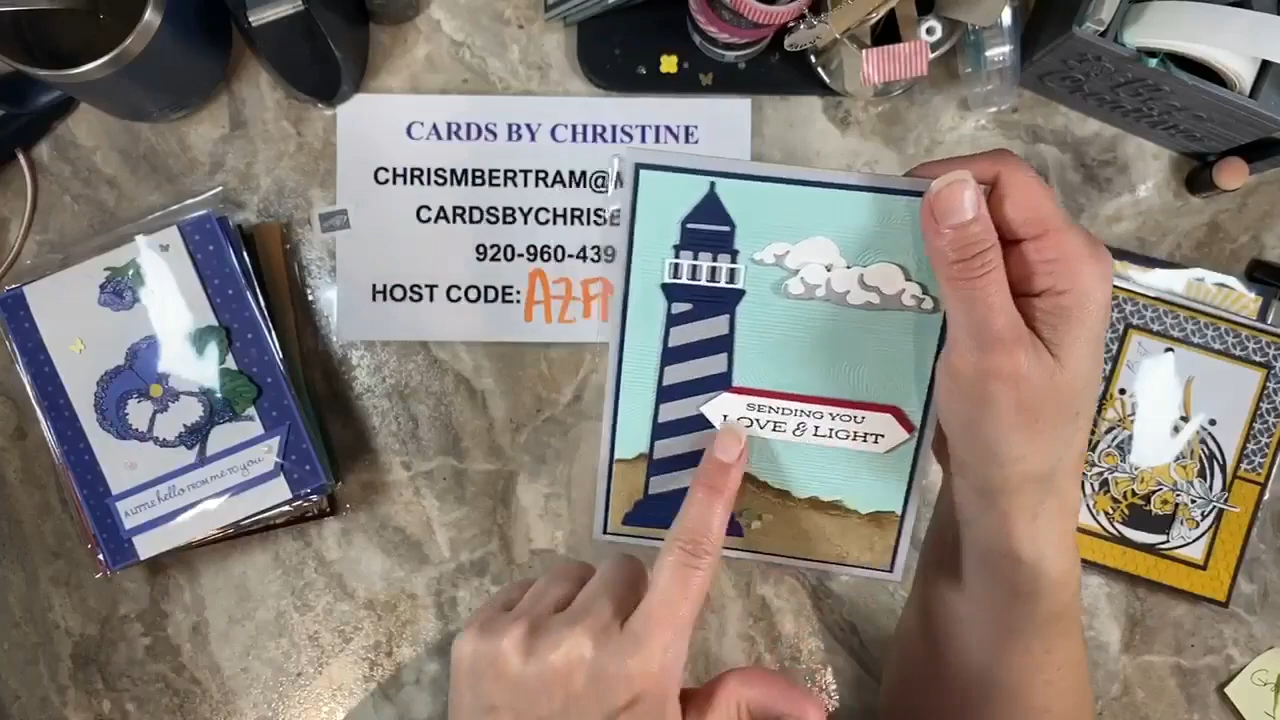 CARDS BY CHRISTINE
CHRISMBERTRAM@
CARDSBYCHRISB
920-960-439
HOST CODE: AZF
SENDING YOU
LOVE & LIGHT
A LITTLE hello FROM me TO you